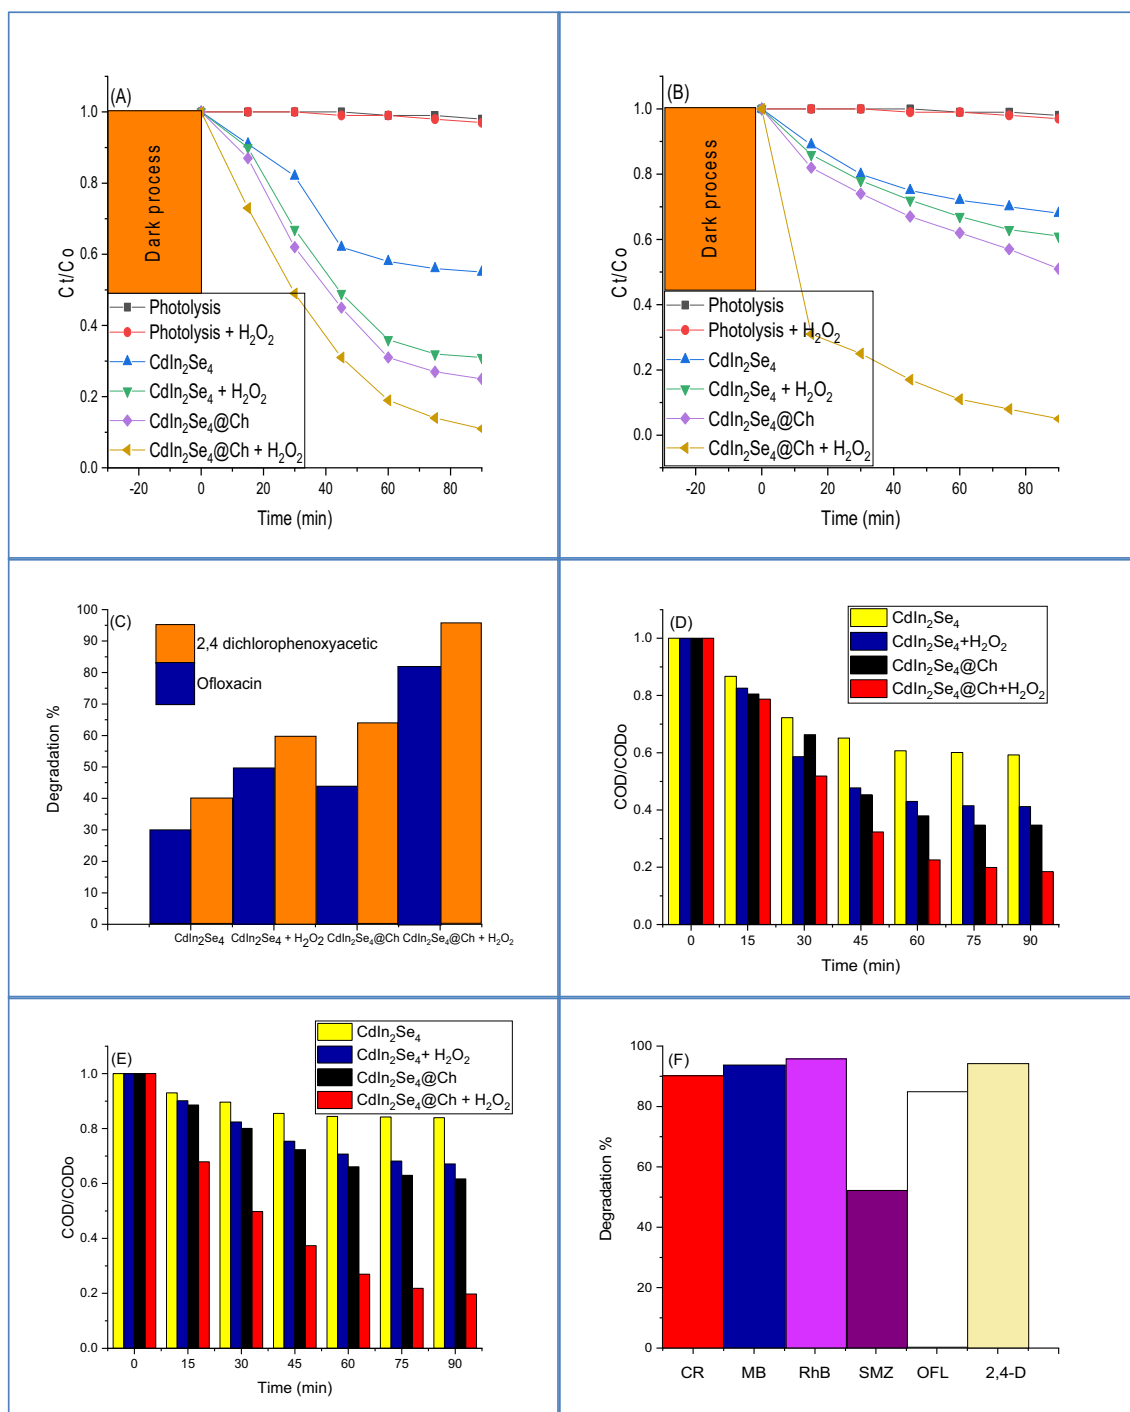 (A)
Dark process
1.0
0.8
0.6
0.4
0.2
0.0
Ct/Co
Photolysis
Photolysis + H₂O₂
CdIn₂Se₄
CdIn₂Se₄ + H₂O₂
CdIn₂Se₄@Ch
CdIn₂Se₄@Ch + H₂O₂
-20 0 20 40 60 80
Time (min)
(B)
Dark process
1.0
0.8
0.6
0.4
0.2
0.0
Ct/Co
Photolysis
Photolysis + H₂O₂
CdIn₂Se₄
CdIn₂Se₄ + H₂O₂
CdIn₂Se₄@Ch
CdIn₂Se₄@Ch + H₂O₂
-20 0 20 40 60 80
Time (min)
(C)
100
90
80
70
60
50
40
30
20
10
0
Degradation %
2,4 dichlorophenoxyacetic
Ofloxacin
CdIn₂Se₄ CdIn₂Se₄ + H₂O₂ CdIn₂Se₄@Ch CdIn₂Se₄@Ch + H₂O₂
(D)
CdIn₂Se₄
CdIn₂Se₄+H₂O₂
CdIn₂Se₄@Ch
CdIn₂Se₄@Ch+H₂O₂
1.0
0.8
0.6
0.4
0.2
0.0
COD/CODo
0 15 30 45 60 75 90
Time (min)
(E)
CdIn₂Se₄
CdIn₂Se₄+ H₂O₂
CdIn₂Se₄@Ch
CdIn₂Se₄@Ch + H₂O₂
1.0
0.8
0.6
0.4
0.2
0.0
COD/CODo
0 15 30 45 60 75 90
Time (min)
(F)
100
80
60
40
20
0
Degradation %
CR MB RhB SMZ OFL 2,4-D